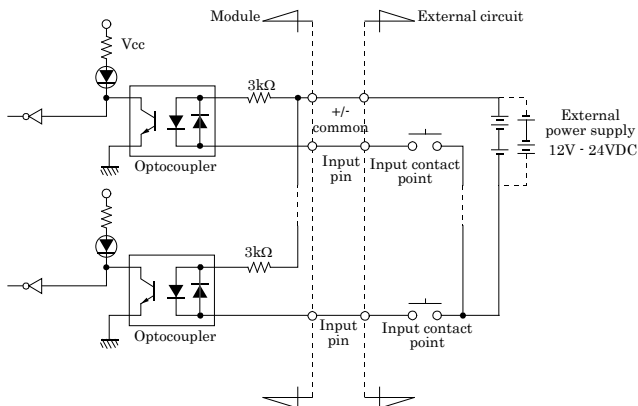 Module
External circuit
Vcc
3kΩ
+/-
common
External
power supply
12V - 24VDC
Optocoupler
Input
pin
Input contact
point
3kΩ
Optocoupler
Input
pin
Input contact
point